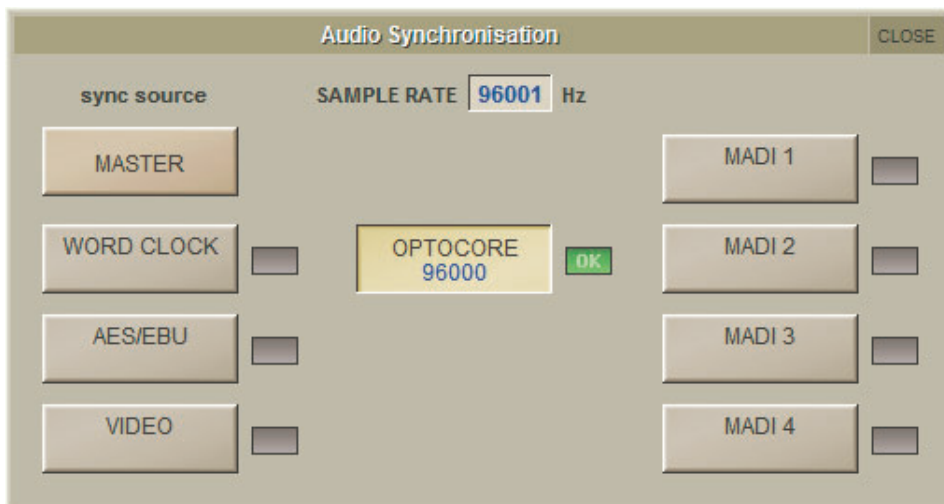 Audio Synchronisation
CLOSE
sync source
SAMPLE RATE 96001 Hz
MASTER
MADI 1
WORD CLOCK
OPTOCORE
96000
OK
MADI 2
AES/EBU
MADI 3
VIDEO
MADI 4